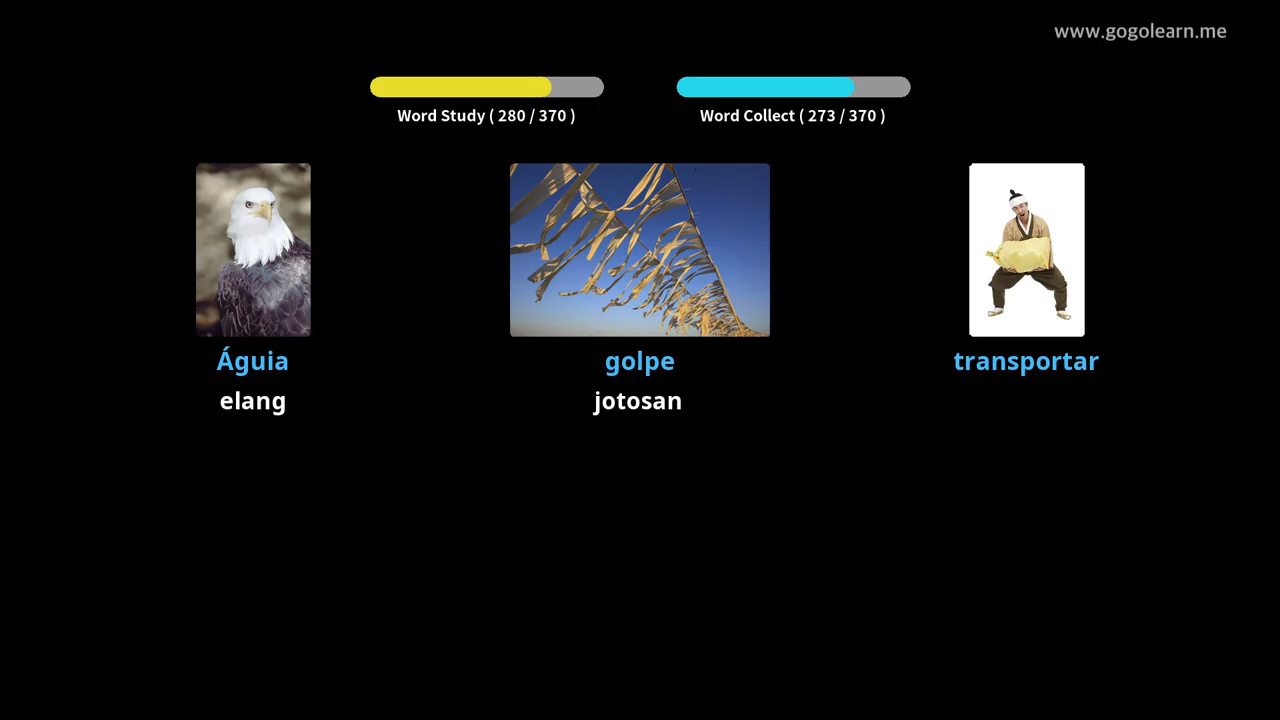 www.gogolearn.me
Word Study ( 280 / 370 )
Word Collect ( 273 / 370 )
Águia
golpe
transportar
elang
jotosan